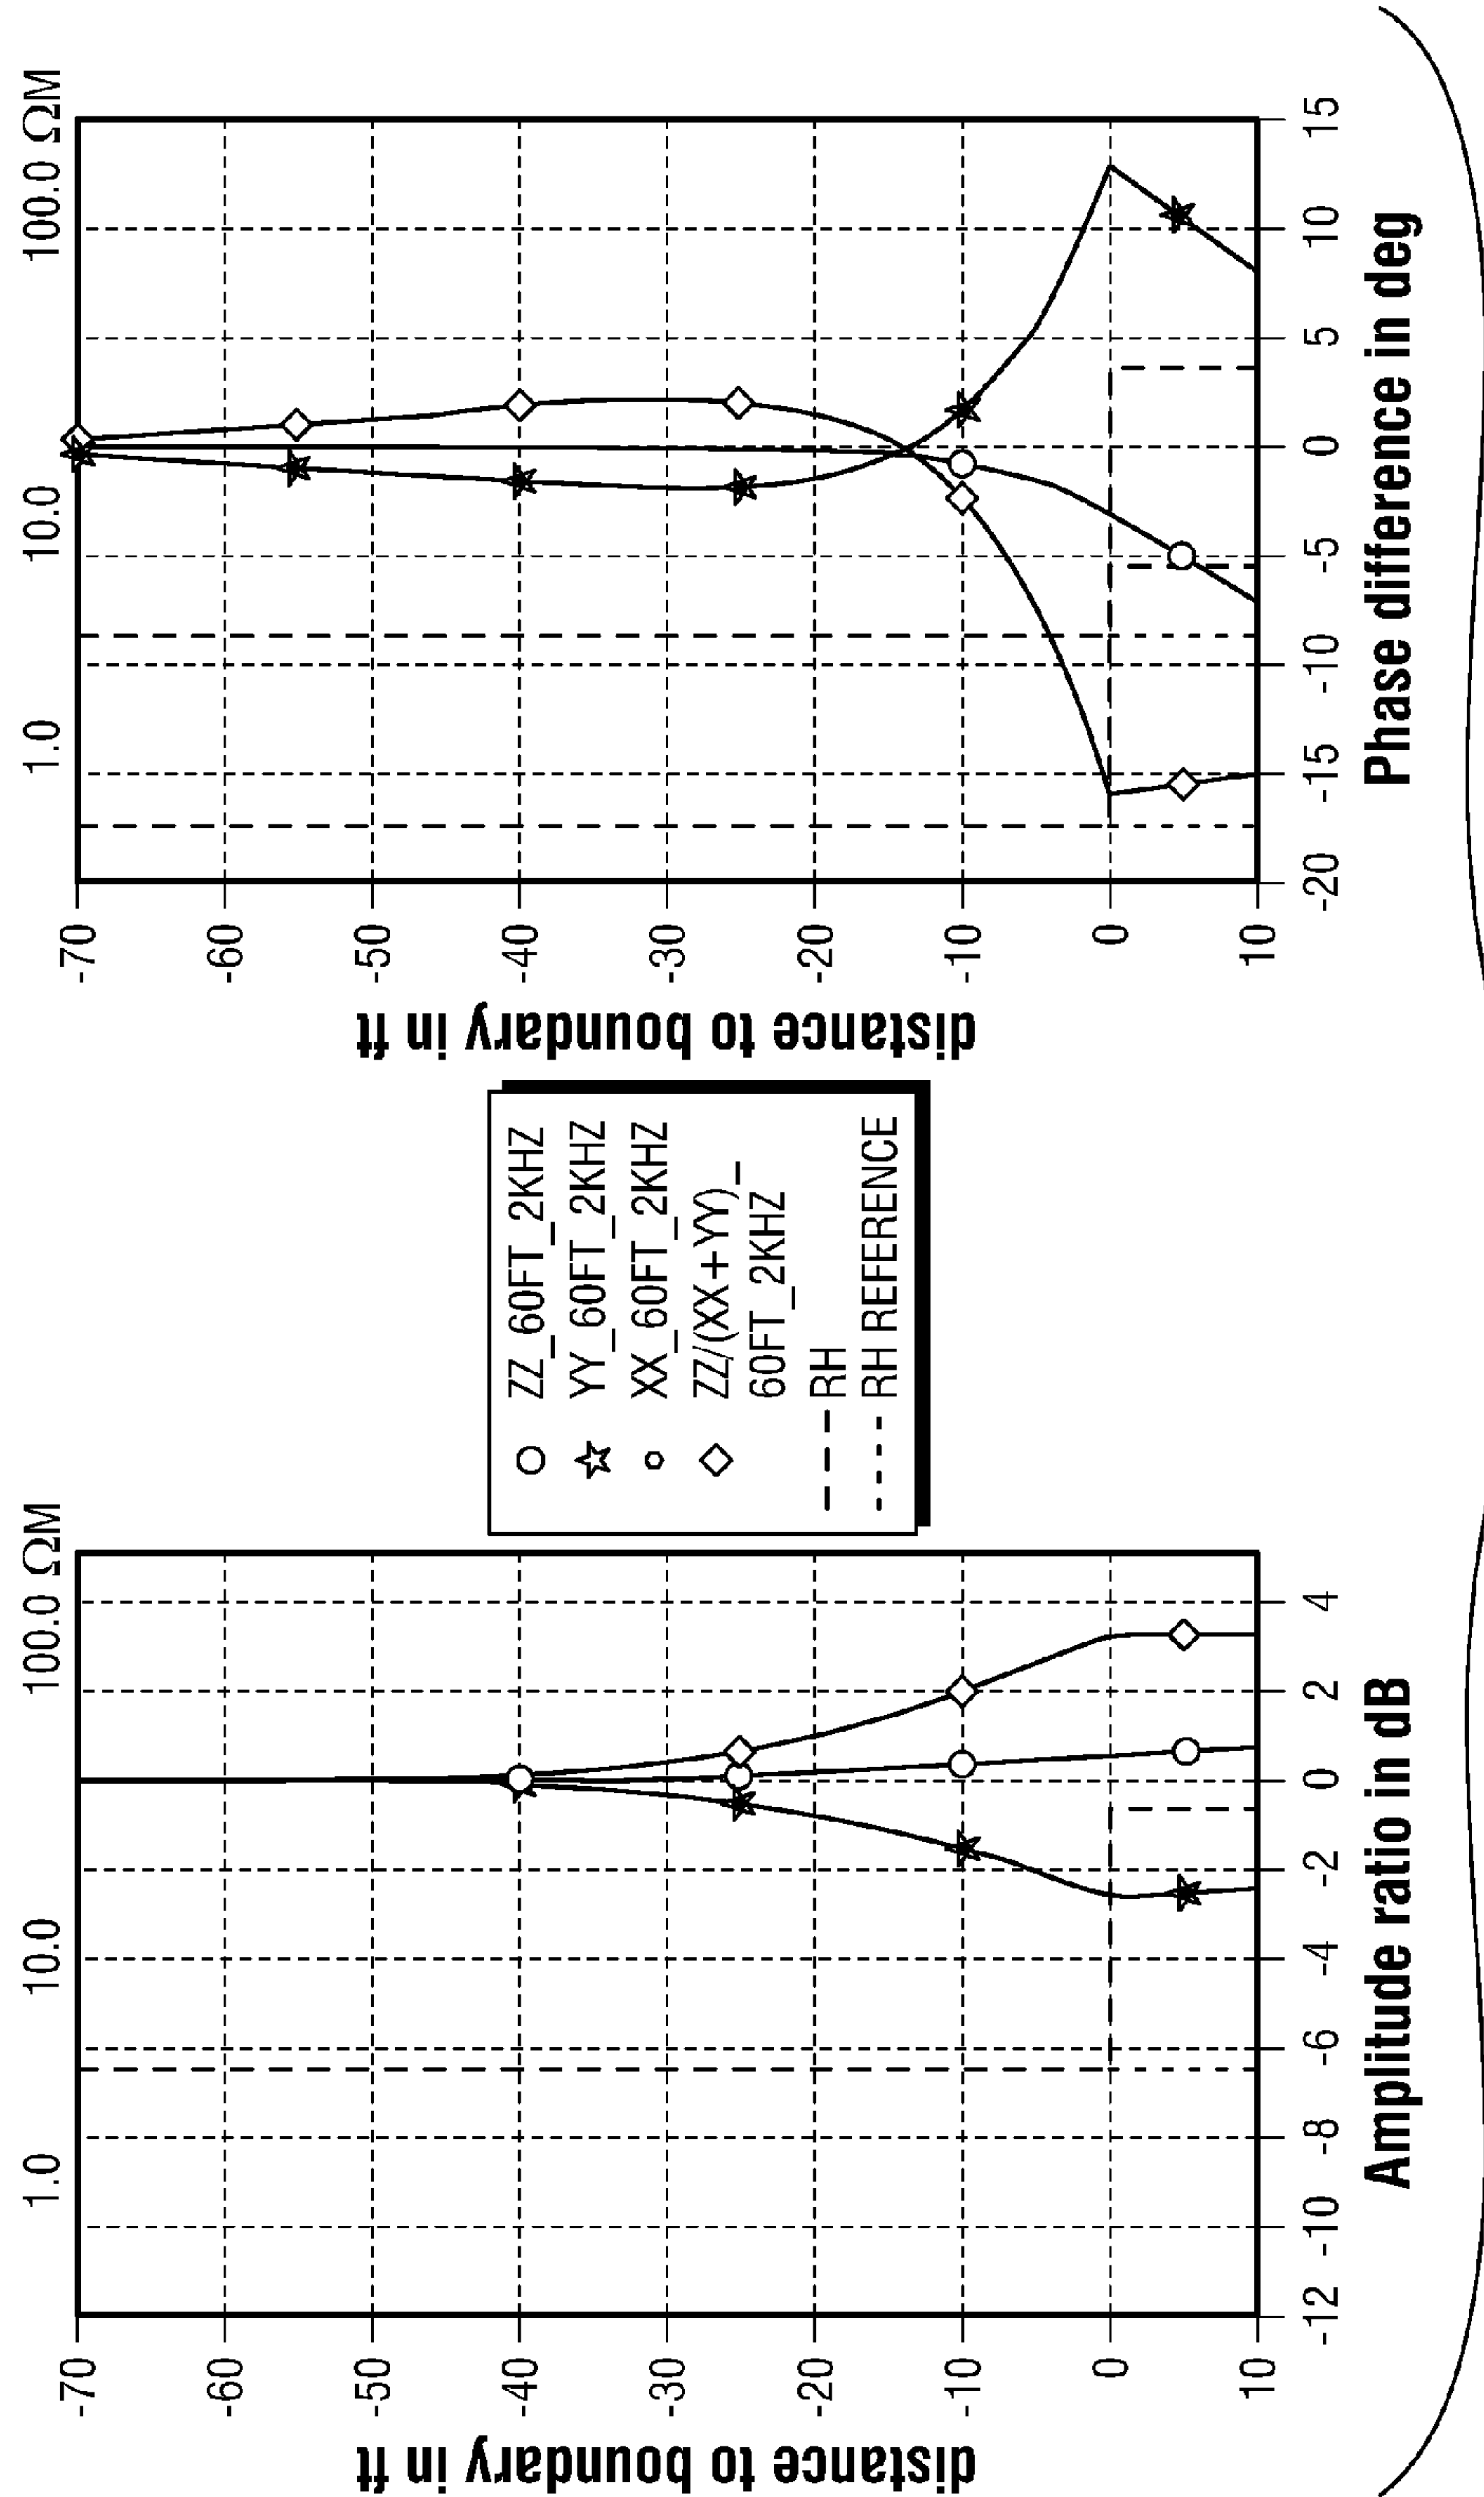 1.0 10.0 100.0 ΩM
-70
-60
-50
-40
-30
-20
-10
0
10
distance to boundary in ft
-12 -10 -8 -6 -4 -2 0 2 4
Amplitude ratio in dB
ZZ_60FT_2KHZ
YY_60FT_2KHZ
XX_60FT_2KHZ
ZZ/(XX+YY)_
60FT_2KHZ
RH
RH REFERENCE
1.0 10.0 100.0 ΩM
-70
-60
-50
-40
-30
-20
-10
0
10
distance to boundary in ft
-20 -15 -10 -5 0 5 10 15
Phase difference in deg